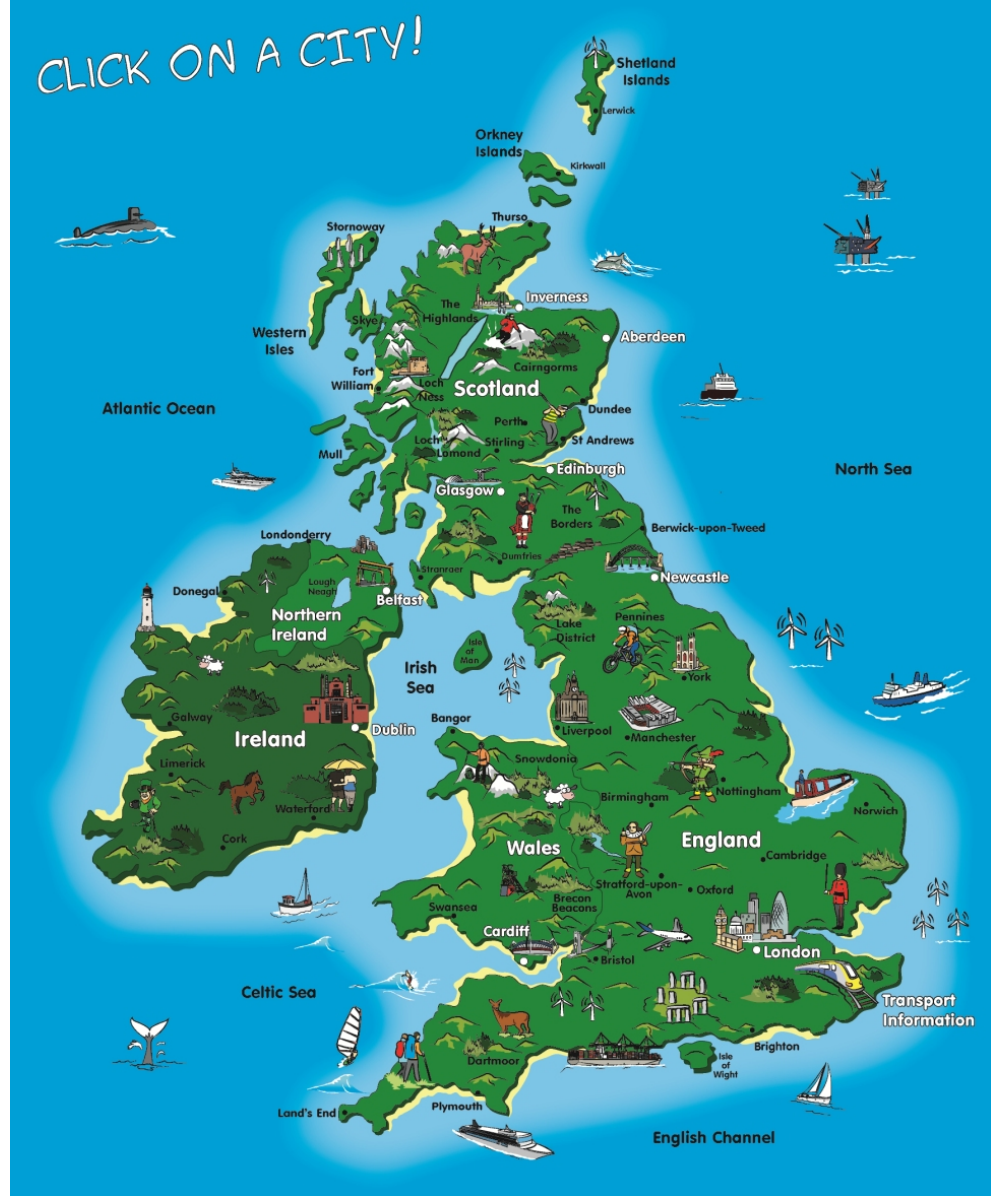 CLICK ON A CITY!
Shetland
Islands
Lerwick
Orkney
Islands
Kirkwall
Thurso
Stornoway
Inverness
The
Highlands
Skye
Western
Isles
Aberdeen
Cairngorms
Fort
William
Loch
Ness
Scotland
Atlantic Ocean
Dundee
Perth
St Andrews
Loch
Lomond
Stirling
Mull
Edinburgh
North Sea
Glasgow
The
Borders
Berwick-upon-Tweed
Londonderry
Dumfries
Stranraer
Newcastle
Lough
Neagh
Donegal
Belfast
Northern
Ireland
Lake
District
Pennines
Isle
of
Man
Irish
Sea
York
Galway
Dublin
Bangor
Liverpool
Manchester
Ireland
Limerick
Snowdonia
Nottingham
Birmingham
Waterford
Norwich
Cork
Wales
England
Cambridge
Stratford-upon-
Avon
Oxford
Brecon
Beacons
Swansea
Cardiff
London
Bristol
Celtic Sea
Transport
Information
Brighton
Dartmoor
Isle
of
Wight
Plymouth
Land's End
English Channel